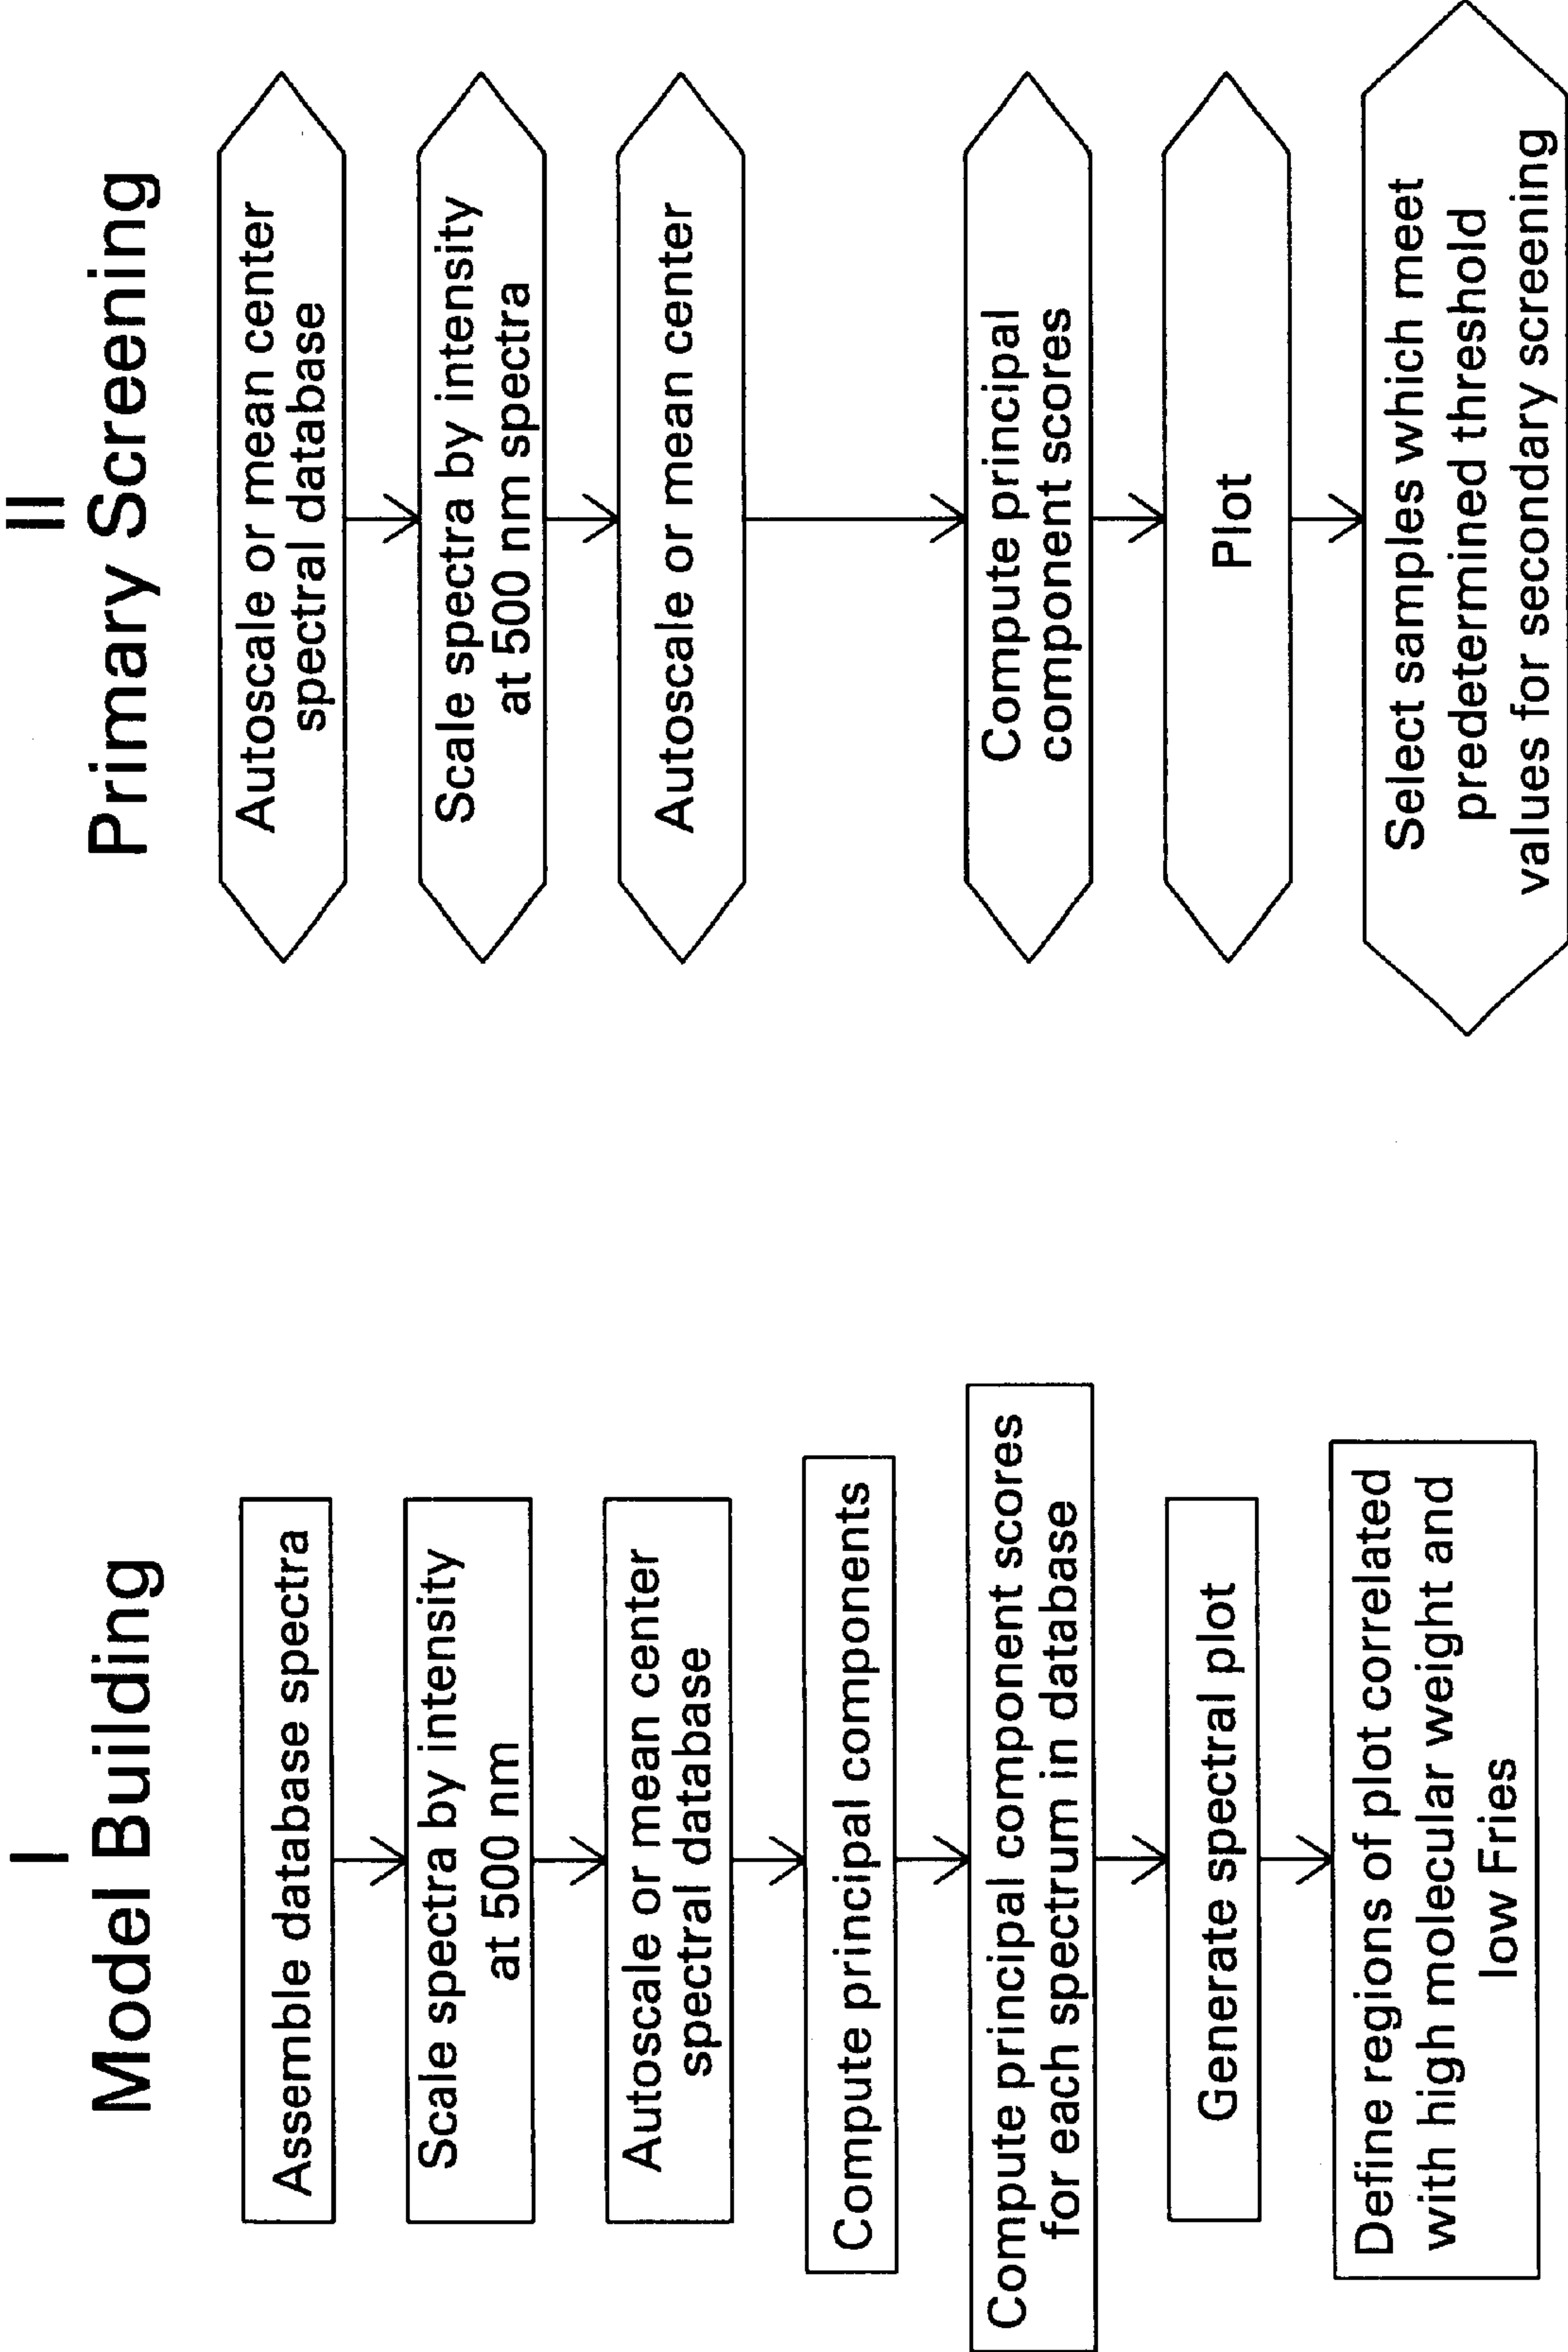 I
Model Building
Assemble database spectra
Scale spectra by intensity
at 500 nm
Autoscale or mean center
spectral database
Compute principal components
Compute principal component scores
for each spectrum in database
Generate spectral plot
Define regions of plot correlated
with high molecular weight and
low Fries
II
Primary Screening
Autoscale or mean center
spectral database
Scale spectra by intensity
at 500 nm spectra
Autoscale or mean center
Compute principal
component scores
Plot
Select samples which meet
predetermined threshold
values for secondary screening